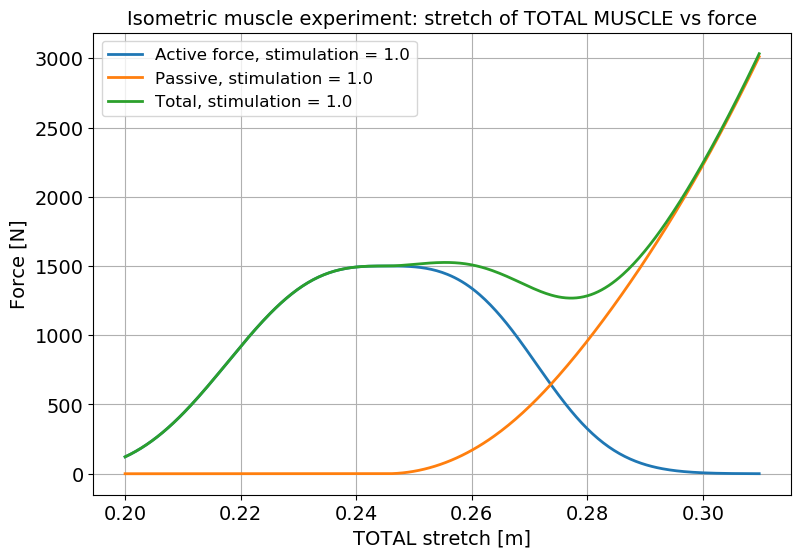 Isometric muscle experiment: stretch of TOTAL MUSCLE vs force
Active force, stimulation = 1.0
Passive, stimulation = 1.0
Total, stimulation = 1.0
3000
2500
2000
1500
1000
500
0
Force [N]
0.20 0.22 0.24 0.26 0.28 0.30
TOTAL stretch [m]